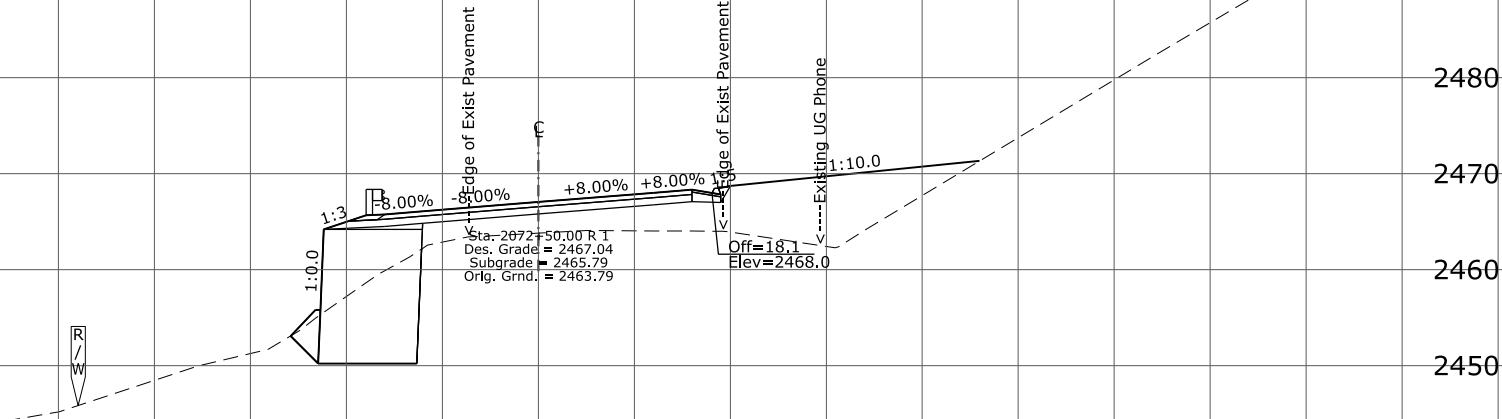 Edge of Exist Pavement
Edge of Exist Pavement
Existing UG Phone
2480
2470
2460
2450
1:10.0
-8.00%
-8.00%
+8.00%
+8.00%
1:3
1:0.0
Sta. 2072+50.00 R 1
Des. Grade = 2467.04
Subgrade = 2465.79
Orig. Grnd. = 2463.79
Off=18.1
Elev=2468.0
R
/
W